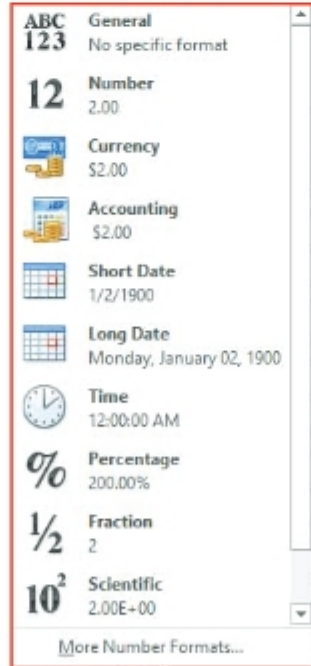 ABC
123
General
No specific format
12
Number
2.00
Currency
$2.00
Accounting
$2.00
Short Date
1/2/1900
Long Date
Monday, January 02, 1900
Time
12:00:00 AM
%
Percentage
200.00%
½
Fraction
2
10²
Scientific
2.00E+00
More Number Formats...